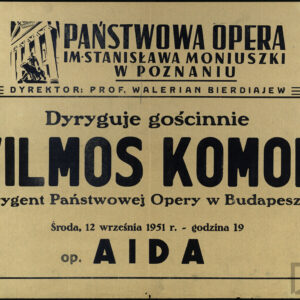 PAŃSTWOWA OPERA
IM·STANISŁAWA MONIUSZKI
W POZNANIU
DYREKTOR: PROF. WALERIAN BIERDIAJEW
Dyryguje gościnnie
VILMOS KOMOR
rygent Państwowej Opery w Budapesz
Środa, 12 września 1951 r. - godzina 19
op. AIDA